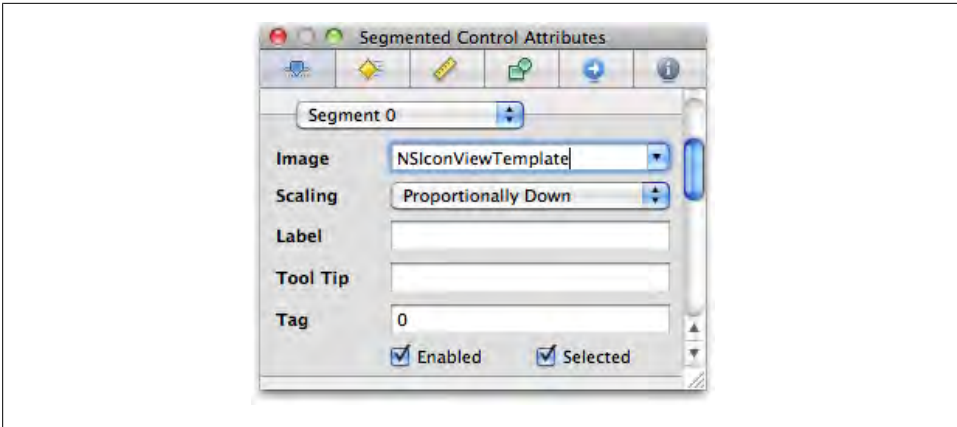 Segmented Control Attributes
Segment 0
Image NSIconViewTemplate
Scaling Proportionally Down
Label
Tool Tip
Tag 0
Enabled Selected